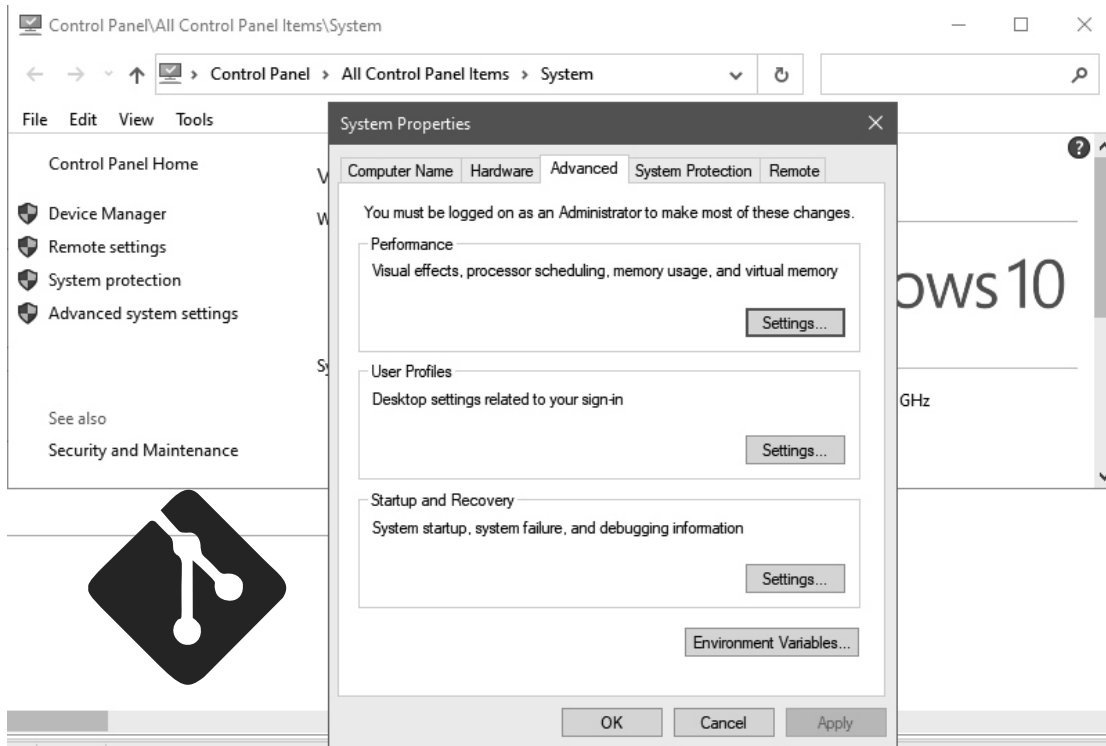 Control Panel\All Control Panel Items\System
Control Panel > All Control Panel Items > System
File Edit View Tools
System Properties
Control Panel Home
Device Manager
Remote settings
System protection
Advanced system settings
See also
Security and Maintenance
Computer Name Hardware Advanced System Protection Remote
You must be logged on as an Administrator to make most of these changes.
Performance
Visual effects, processor scheduling, memory usage, and virtual memory
Settings...
User Profiles
Desktop settings related to your sign-in
Settings...
Startup and Recovery
System startup, system failure, and debugging information
Settings...
Environment Variables...
OK Cancel Apply
ows 10
GHz